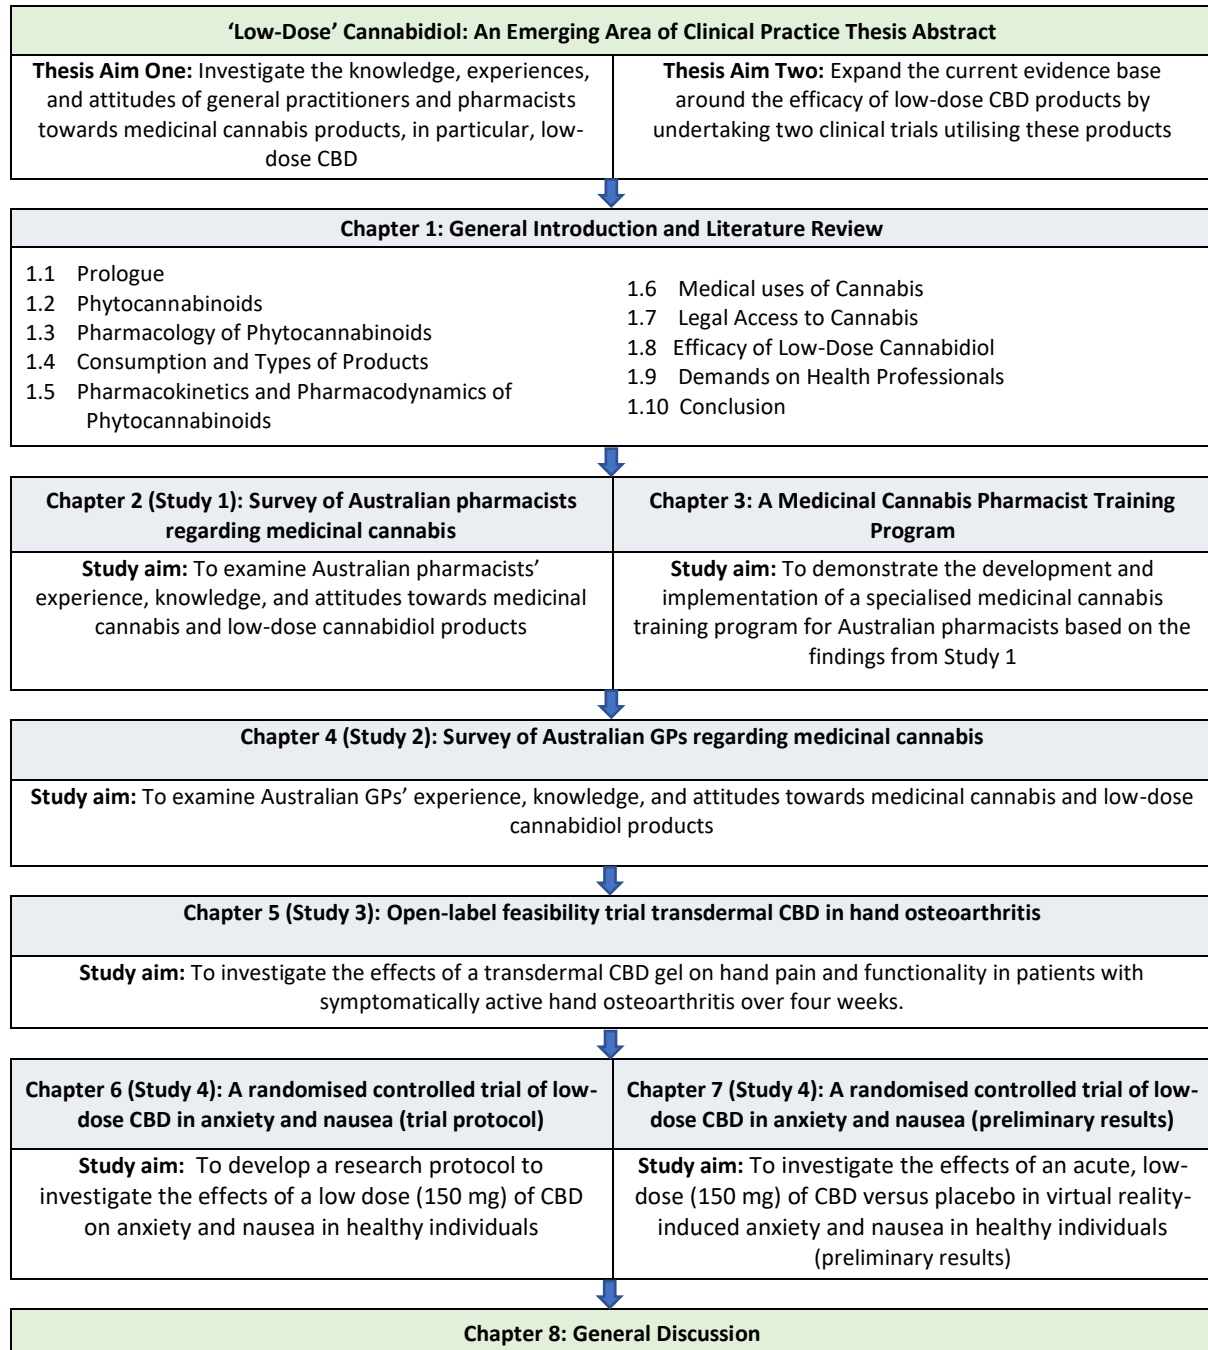 ‘Low-Dose’ Cannabidiol: An Emerging Area of Clinical Practice Thesis Abstract
Thesis Aim One: Investigate the knowledge, experiences,
and attitudes of general practitioners and pharmacists
towards medicinal cannabis products, in particular, low-
dose CBD
Thesis Aim Two: Expand the current evidence base
around the efficacy of low-dose CBD products by
undertaking two clinical trials utilising these products
Chapter 1: General Introduction and Literature Review
1.1 Prologue
1.2 Phytocannabinoids
1.3 Pharmacology of Phytocannabinoids
1.4 Consumption and Types of Products
1.5 Pharmacokinetics and Pharmacodynamics of
Phytocannabinoids
1.6 Medical uses of Cannabis
1.7 Legal Access to Cannabis
1.8 Efficacy of Low-Dose Cannabidiol
1.9 Demands on Health Professionals
1.10 Conclusion
Chapter 2 (Study 1): Survey of Australian pharmacists
regarding medicinal cannabis
Study aim: To examine Australian pharmacists’
experience, knowledge, and attitudes towards medicinal
cannabis and low-dose cannabidiol products
Chapter 3: A Medicinal Cannabis Pharmacist Training
Program
Study aim: To demonstrate the development and
implementation of a specialised medicinal cannabis
training program for Australian pharmacists based on the
findings from Study 1
Chapter 4 (Study 2): Survey of Australian GPs regarding medicinal cannabis
Study aim: To examine Australian GPs’ experience, knowledge, and attitudes towards medicinal cannabis and low-dose
cannabidiol products
Chapter 5 (Study 3): Open-label feasibility trial transdermal CBD in hand osteoarthritis
Study aim: To investigate the effects of a transdermal CBD gel on hand pain and functionality in patients with
symptomatically active hand osteoarthritis over four weeks.
Chapter 6 (Study 4): A randomised controlled trial of low-
dose CBD in anxiety and nausea (trial protocol)
Study aim: To develop a research protocol to
investigate the effects of a low dose (150 mg) of CBD
on anxiety and nausea in healthy individuals
Chapter 7 (Study 4): A randomised controlled trial of low-
dose CBD in anxiety and nausea (preliminary results)
Study aim: To investigate the effects of an acute, low-
dose (150 mg) of CBD versus placebo in virtual reality-
induced anxiety and nausea in healthy individuals
(preliminary results)
Chapter 8: General Discussion